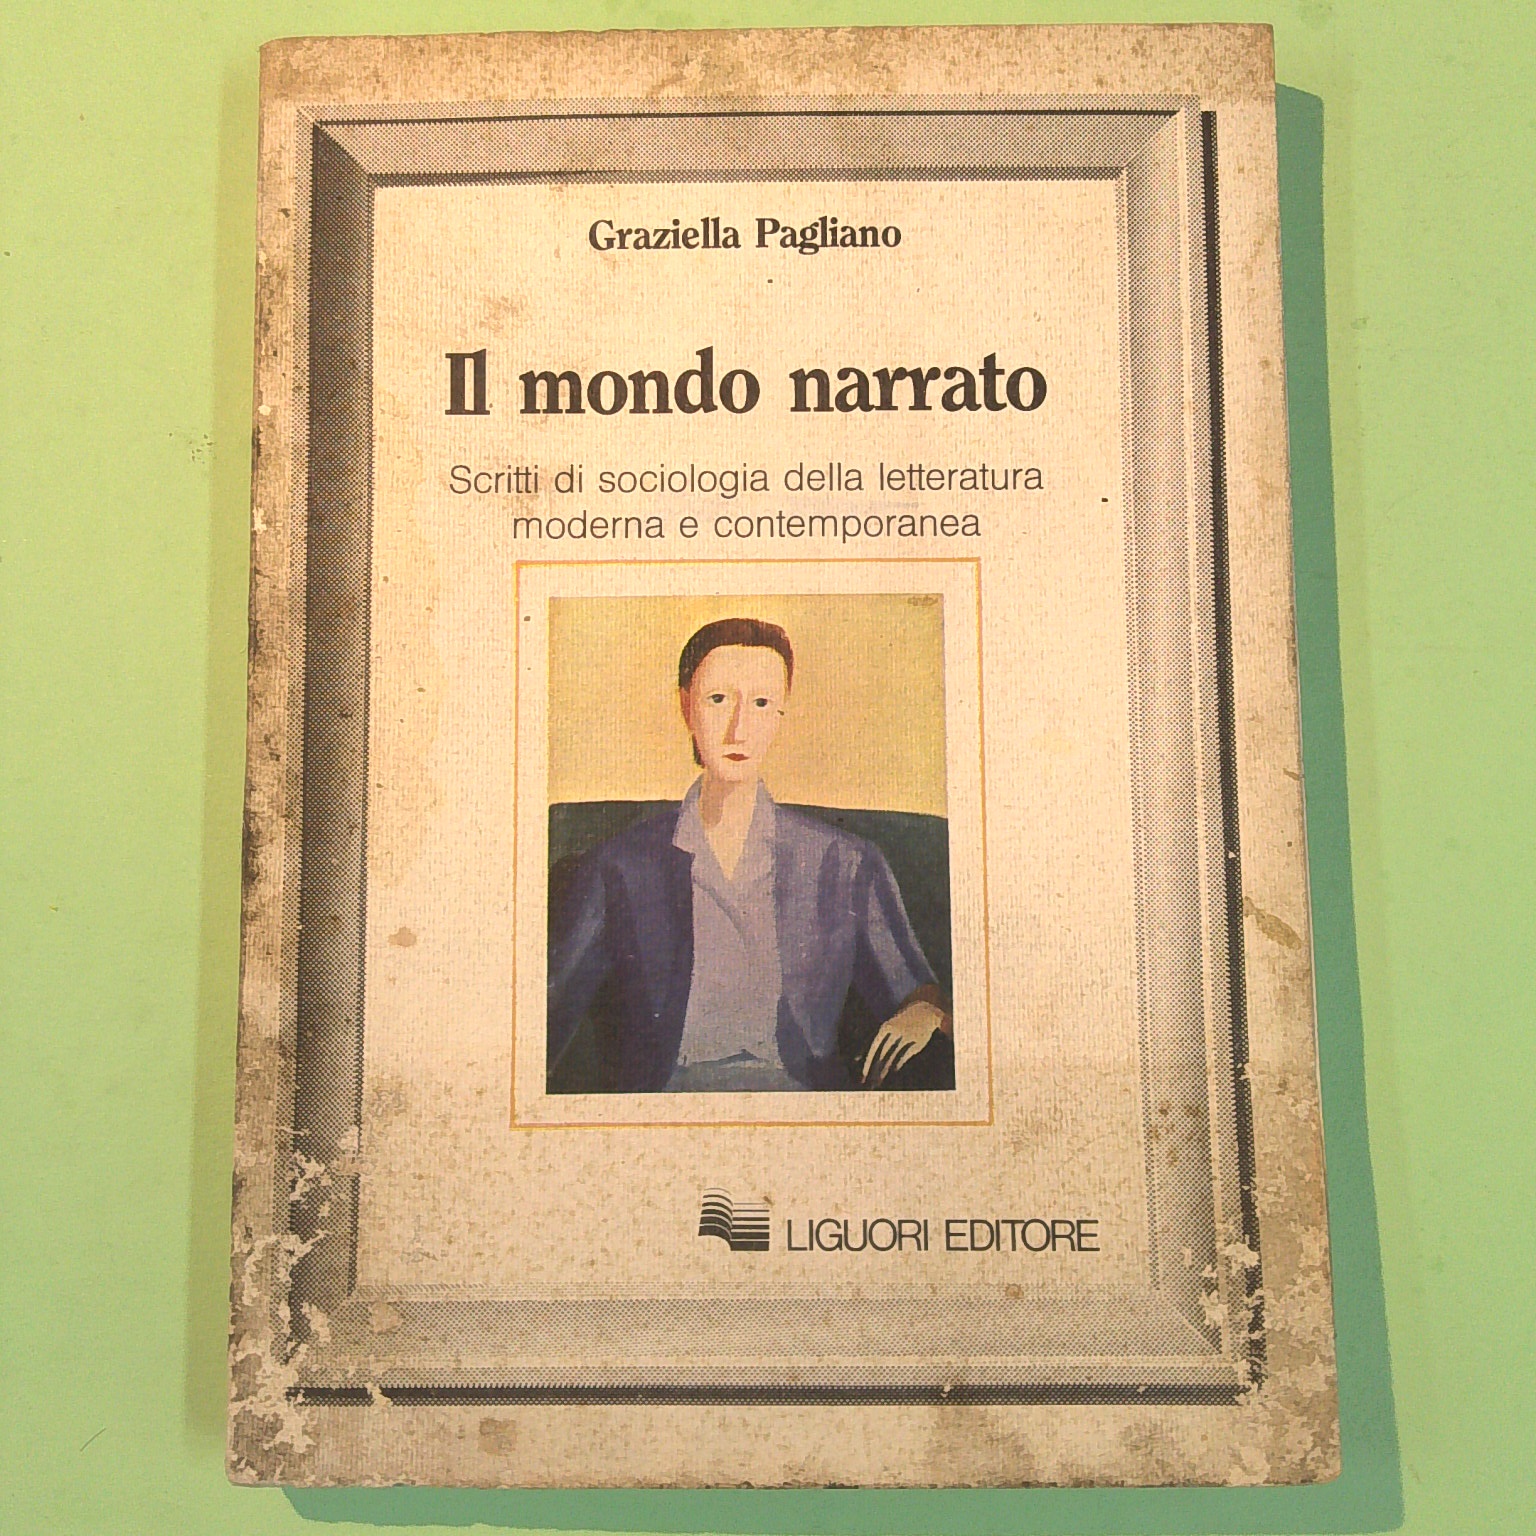 Graziella Pagliano
Il mondo narrato
Scritti di sociologia della letteratura
moderna e contemporanea
LIGUORI EDITORE